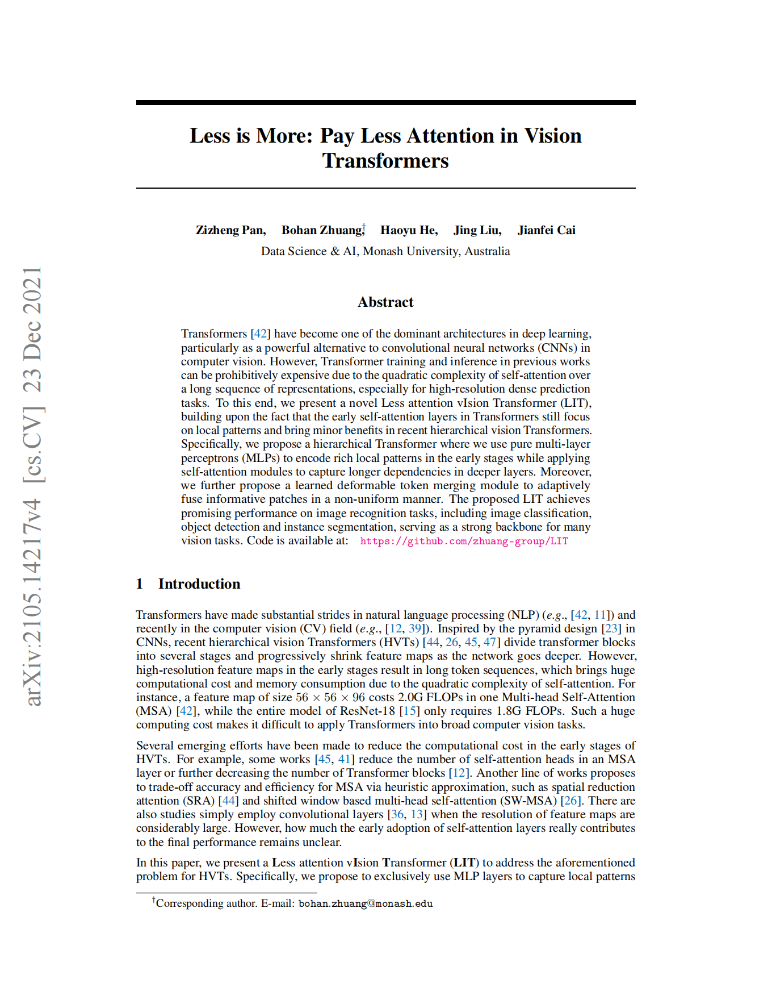 arXiv:2105.14217v4 [cs.CV] 23 Dec 2021
Less is More: Pay Less Attention in Vision
Transformers
Zizheng Pan, Bohan Zhuang,† Haoyu He, Jing Liu, Jianfei Cai
Data Science & AI, Monash University, Australia
Abstract
Transformers [42] have become one of the dominant architectures in deep learning,
particularly as a powerful alternative to convolutional neural networks (CNNs) in
computer vision. However, Transformer training and inference in previous works
can be prohibitively expensive due to the quadratic complexity of self-attention over
a long sequence of representations, especially for high-resolution dense prediction
tasks. To this end, we present a novel Less attention vIsion Transformer (LIT),
building upon the fact that the early self-attention layers in Transformers still focus
on local patterns and bring minor benefits in recent hierarchical vision Transformers.
Specifically, we propose a hierarchical Transformer where we use pure multi-layer
perceptrons (MLPs) to encode rich local patterns in the early stages while applying
self-attention modules to capture longer dependencies in deeper layers. Moreover,
we further propose a learned deformable token merging module to adaptively
fuse informative patches in a non-uniform manner. The proposed LIT achieves
promising performance on image recognition tasks, including image classification,
object detection and instance segmentation, serving as a strong backbone for many
vision tasks. Code is available at: https://github.com/zhuang-group/LIT
1 Introduction
Transformers have made substantial strides in natural language processing (NLP) (e.g., [42, 11]) and
recently in the computer vision (CV) field (e.g., [12, 39]). Inspired by the pyramid design [23] in
CNNs, recent hierarchical vision Transformers (HVTs) [44, 26, 45, 47] divide transformer blocks
into several stages and progressively shrink feature maps as the network goes deeper. However,
high-resolution feature maps in the early stages result in long token sequences, which brings huge
computational cost and memory consumption due to the quadratic complexity of self-attention. For
instance, a feature map of size 56 × 56 × 96 costs 2.0G FLOPs in one Multi-head Self-Attention
(MSA) [42], while the entire model of ResNet-18 [15] only requires 1.8G FLOPs. Such a huge
computing cost makes it difficult to apply Transformers into broad computer vision tasks.
Several emerging efforts have been made to reduce the computational cost in the early stages of
HVTs. For example, some works [45, 41] reduce the number of self-attention heads in an MSA
layer or further decreasing the number of Transformer blocks [12]. Another line of works proposes
to trade-off accuracy and efficiency for MSA via heuristic approximation, such as spatial reduction
attention (SRA) [44] and shifted window based multi-head self-attention (SW-MSA) [26]. There are
also studies simply employ convolutional layers [36, 13] when the resolution of feature maps are
considerably large. However, how much the early adoption of self-attention layers really contributes
to the final performance remains unclear.
In this paper, we present a Less attention vIsion Transformer (LIT) to address the aforementioned
problem for HVTs. Specifically, we propose to exclusively use MLP layers to capture local patterns
†Corresponding author. E-mail: bohan.zhuang@monash.edu